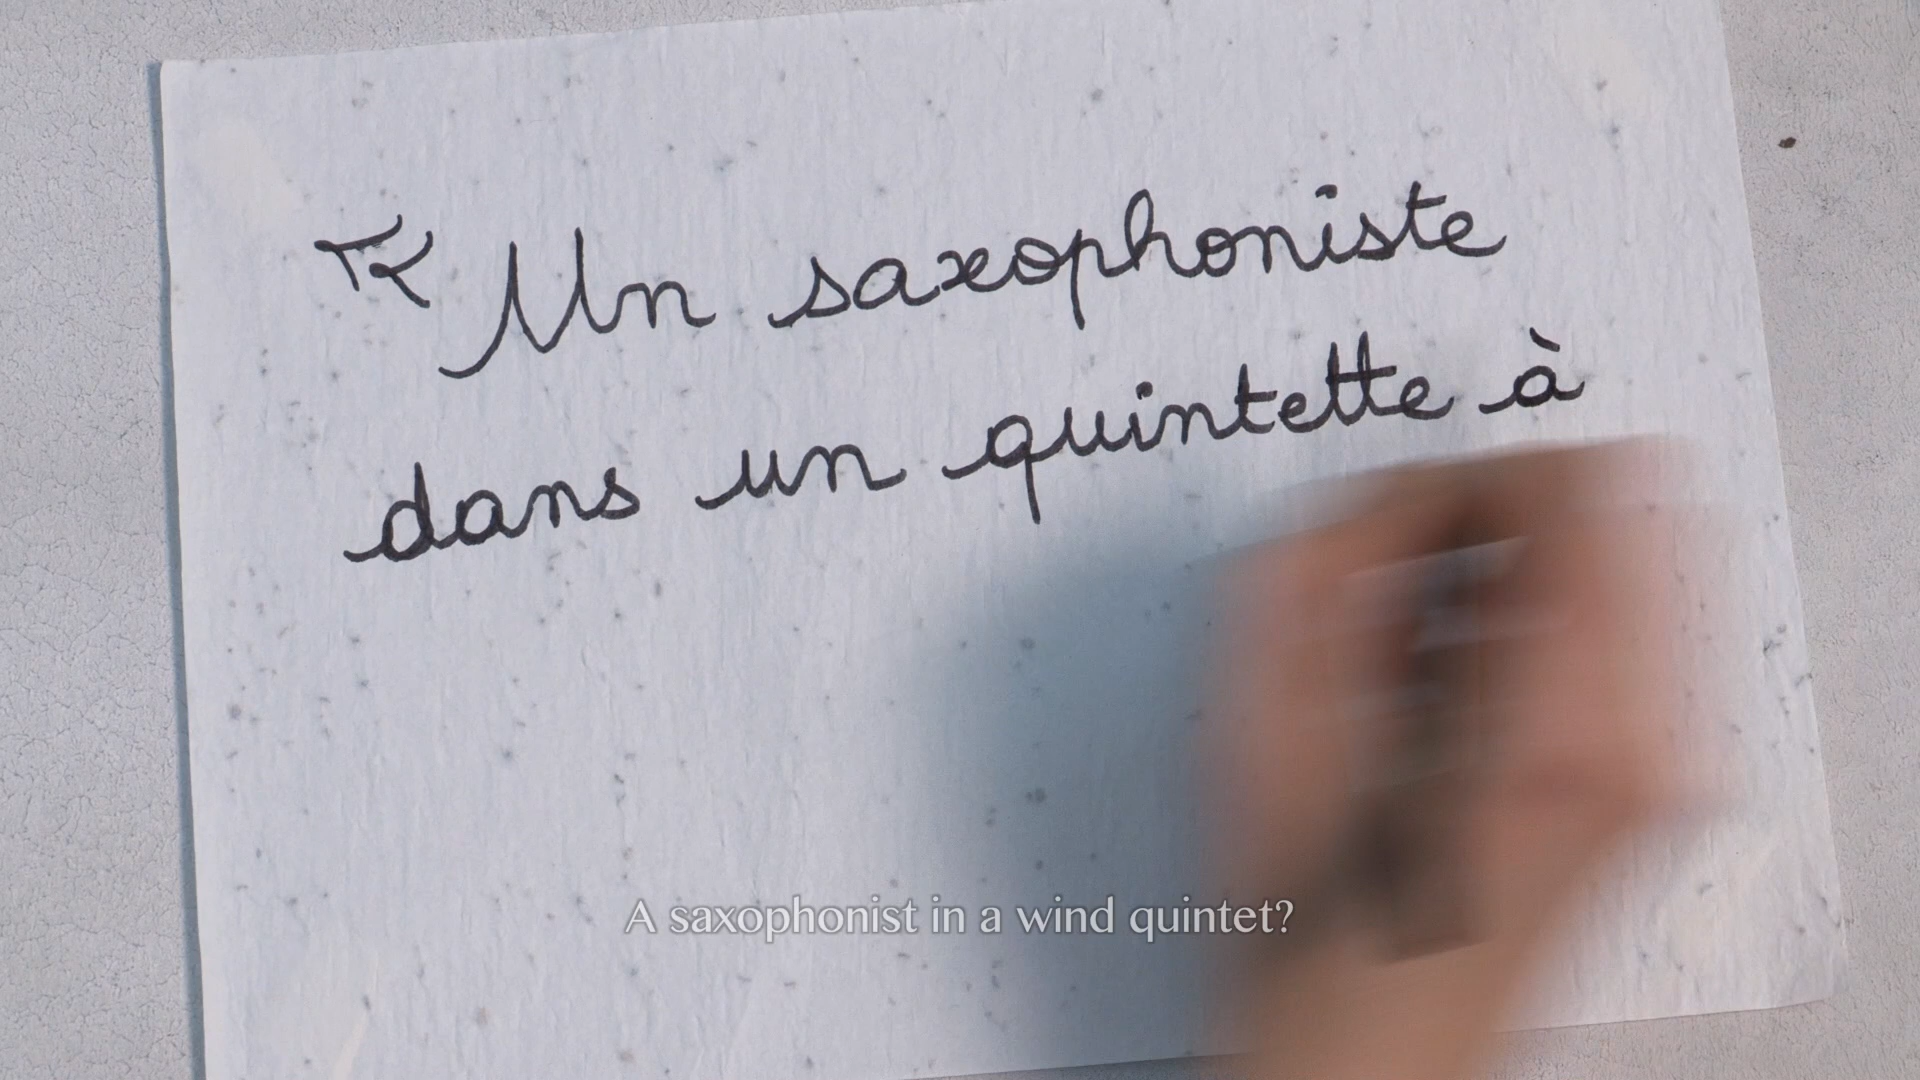 Un saxophoniste
dans un quintette à
A saxophonist in a wind quintet?